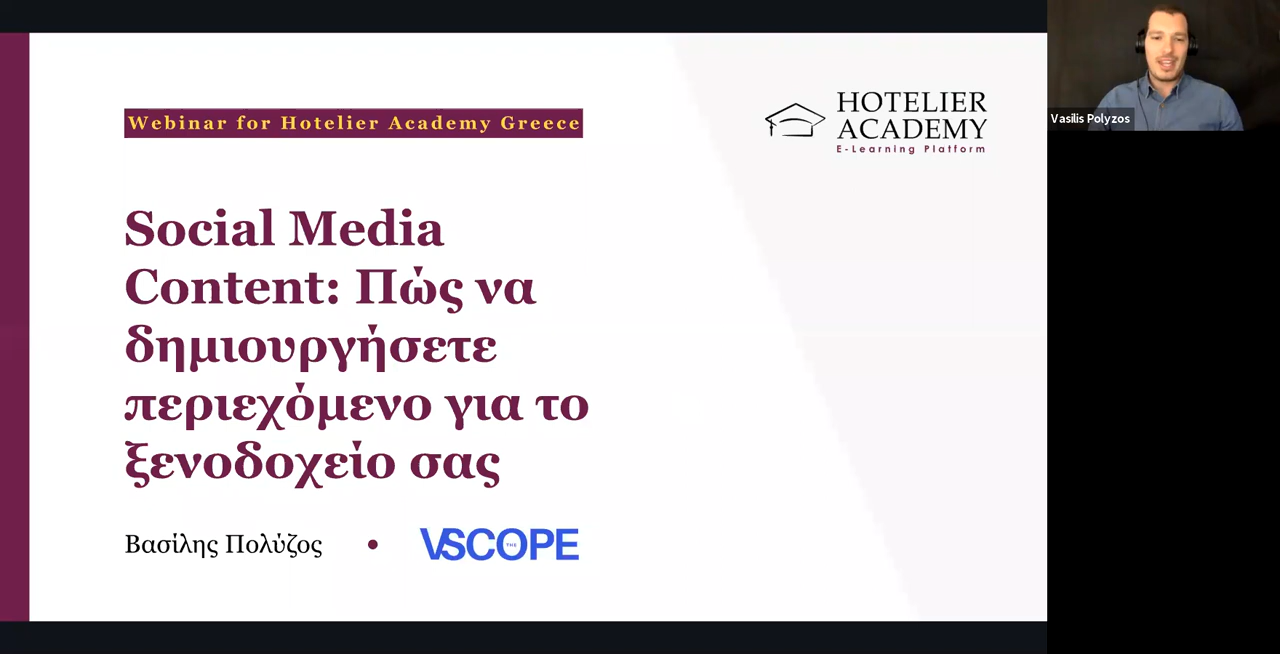 Webinar for Hotelier Academy Greece
HOTELIER
ACADEMY
E-Learning Platform
Social Media
Content: Πώς να
δημιουργήσετε
περιεχόμενο για το
ξενοδοχείο σας
Βασίλης Πολύζος • THE VSCOPE
Vasilis Polyzos